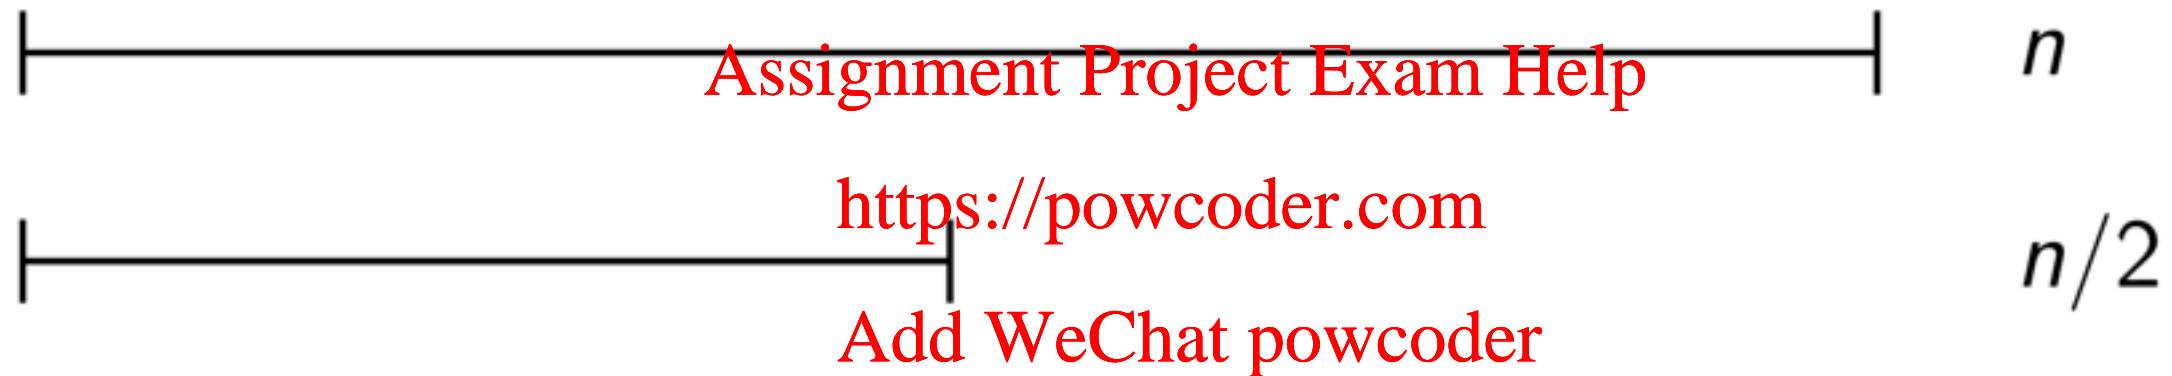 n
Assignment Project Exam Help
https://powcoder.com
n/2
Add WeChat powcoder